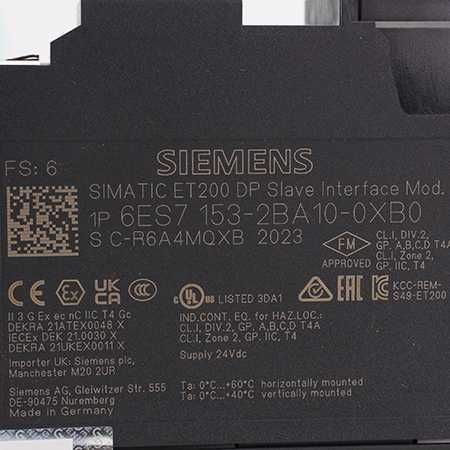 FS: 6
SIEMENS
SIMATIC ET200 DP Slave Interface Mod.
1P 6ES7 153-2BA10-0XB0
S C-R6A4MQXB 2023
FM
APPROVED
CL.I, DIV.2,
GP. A,B,C,D T4A
CL.I, Zone 2,
GP. IIC, T4
CE Ex UK CA CCC
UL US LISTED 3DA1
EAC
KCC-REM-
S49-ET200
II 3 G Ex ec nC IIC T4 Gc
DEKRA 21ATEX0048 X
IECEx DEK 21.0030 X
DEKRA 21UKEX0011 X
IND.CONT. EQ. for HAZ.LOC.:
CL.I, DIV.2, GP. A,B,C,D T4A
CL.I, Zone 2, GP. IIC, T4
Supply 24Vdc
Importer UK: Siemens plc,
Manchester M20 2UR
Siemens AG, Gleiwitzer Str. 555
DE-90475 Nuremberg
Made in Germany
Ta: 0°C...+60°C horizontally mounted
Ta: 0°C...+40°C vertically mounted